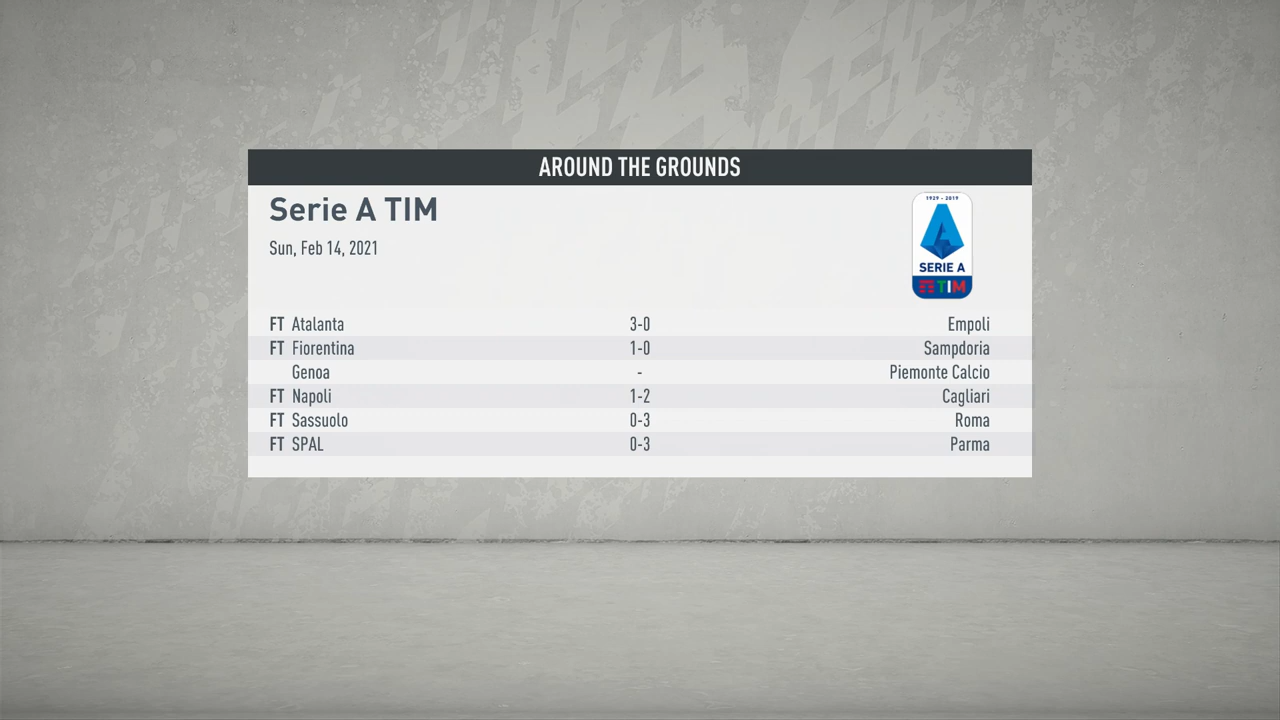 AROUND THE GROUNDS
Serie A TIM
Sun, Feb 14, 2021
1929 - 2019
SERIE A
TIM
FT Atalanta 3-0 Empoli
FT Fiorentina 1-0 Sampdoria
Genoa - Piemonte Calcio
FT Napoli 1-2 Cagliari
FT Sassuolo 0-3 Roma
FT SPAL 0-3 Parma